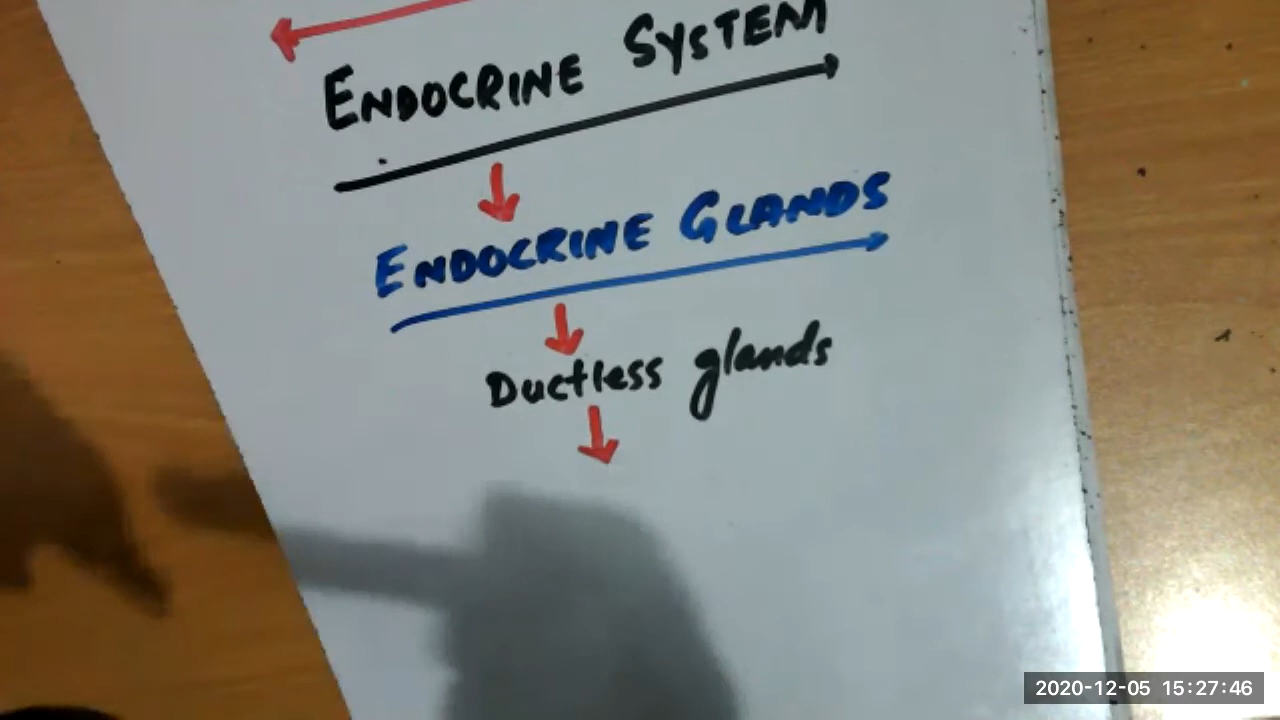 ENDOCRINE SYSTEM
ENDOCRINE GLANDS
Ductless glands
2020-12-05 15:27:46